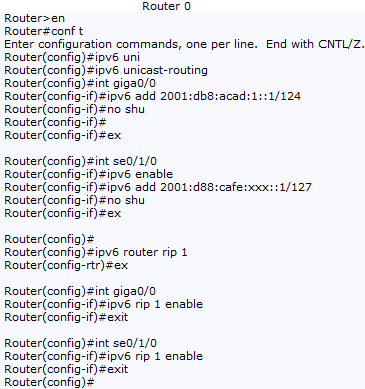 Router 0
Router>en
Router#conf t
Enter configuration commands, one per line.  End with CNTL/Z.
Router(config)#ipv6 uni
Router(config)#ipv6 unicast-routing
Router(config)#int giga0/0
Router(config-if)#ipv6 add 2001:db8:acad:1::1/124
Router(config-if)#no shu
Router(config-if)#
Router(config-if)#ex
Router(config)#int se0/1/0
Router(config-if)#ipv6 enable
Router(config-if)#ipv6 add 2001:d88:cafe:xxx::1/127
Router(config-if)#no shu
Router(config-if)#ex
Router(config)#
Router(config)#ipv6 router rip 1
Router(config-rtr)#ex
Router(config)#int giga0/0
Router(config-if)#ipv6 rip 1 enable
Router(config-if)#exit
Router(config)#int se0/1/0
Router(config-if)#ipv6 rip 1 enable
Router(config-if)#exit
Router(config)#